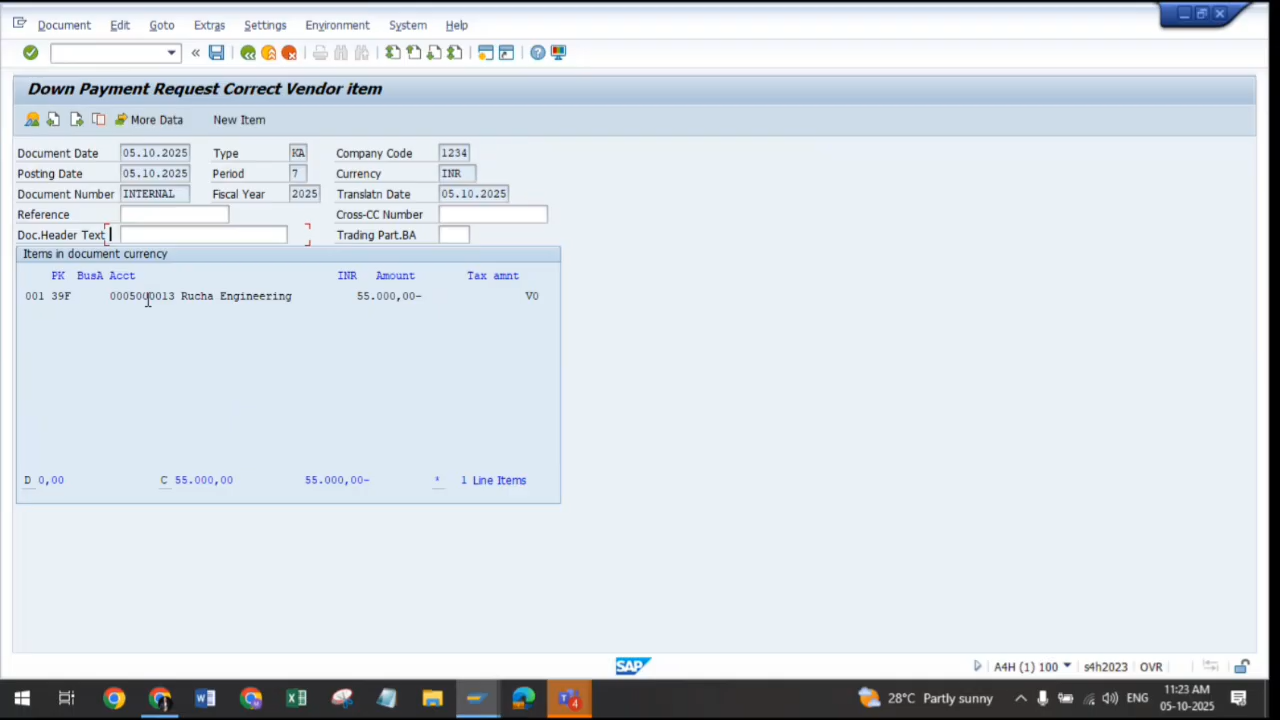 Document Edit Goto Extras Settings Environment System Help
Down Payment Request Correct Vendor item
More Data New Item
Document Date 05.10.2025 Type KA Company Code 1234
Posting Date 05.10.2025 Period 7 Currency INR
Document Number INTERNAL Fiscal Year 2025 Translatn Date 05.10.2025
Reference Cross-CC Number
Doc.Header Text Trading Part.BA
Items in document currency
PK BusA Acct INR Amount Tax amnt
001 39F 0005000013 Rucha Engineering 55.000,00- V0
D 0,00 C 55.000,00 55.000,00- * 1 Line Items
SAP A4H (1) 100 s4h2023 OVR
28°C Partly sunny ENG 11:23 AM
05-10-2025
4